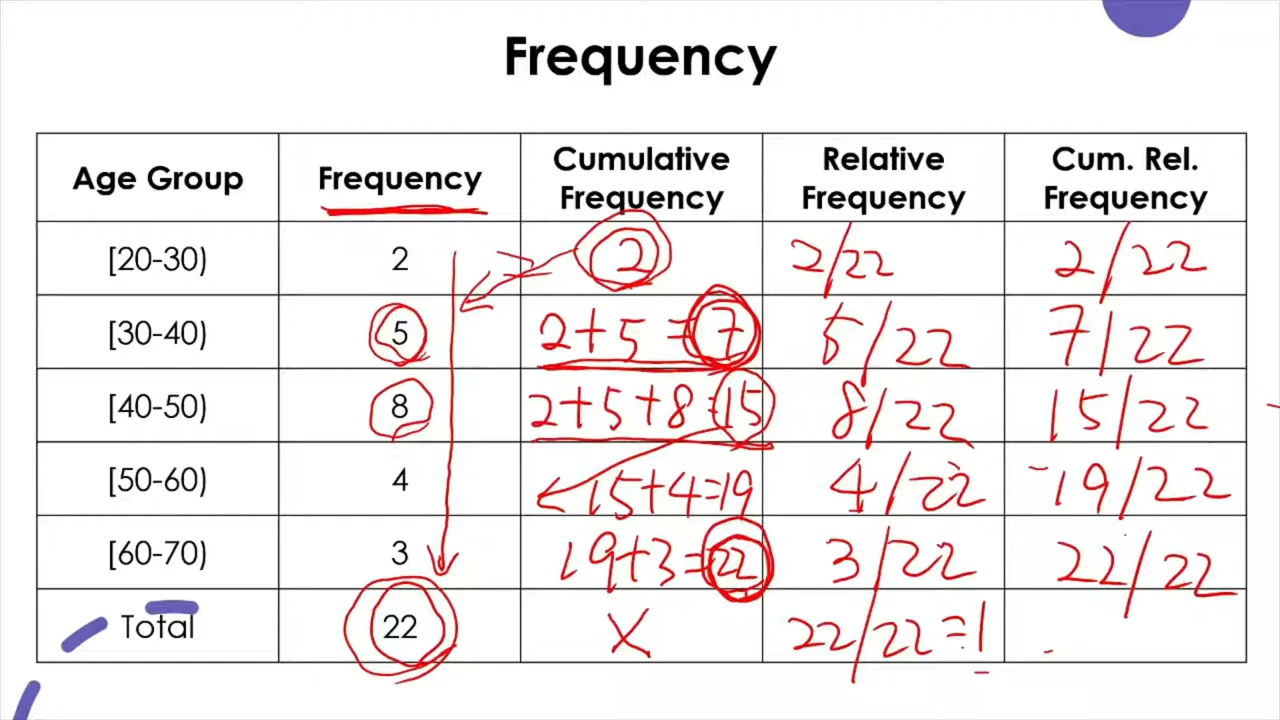 Frequency
Age Group Frequency Cumulative Frequency Relative Frequency Cum. Rel. Frequency
[20-30) 2 2 2/22 2/22
[30-40) 5 2+5=7 5/22 7/22
[40-50) 8 2+5+8=15 8/22 15/22
[50-60) 4 15+4=19 4/22 19/22
[60-70) 3 19+3=22 3/22 22/22
Total 22 X 22/22=1